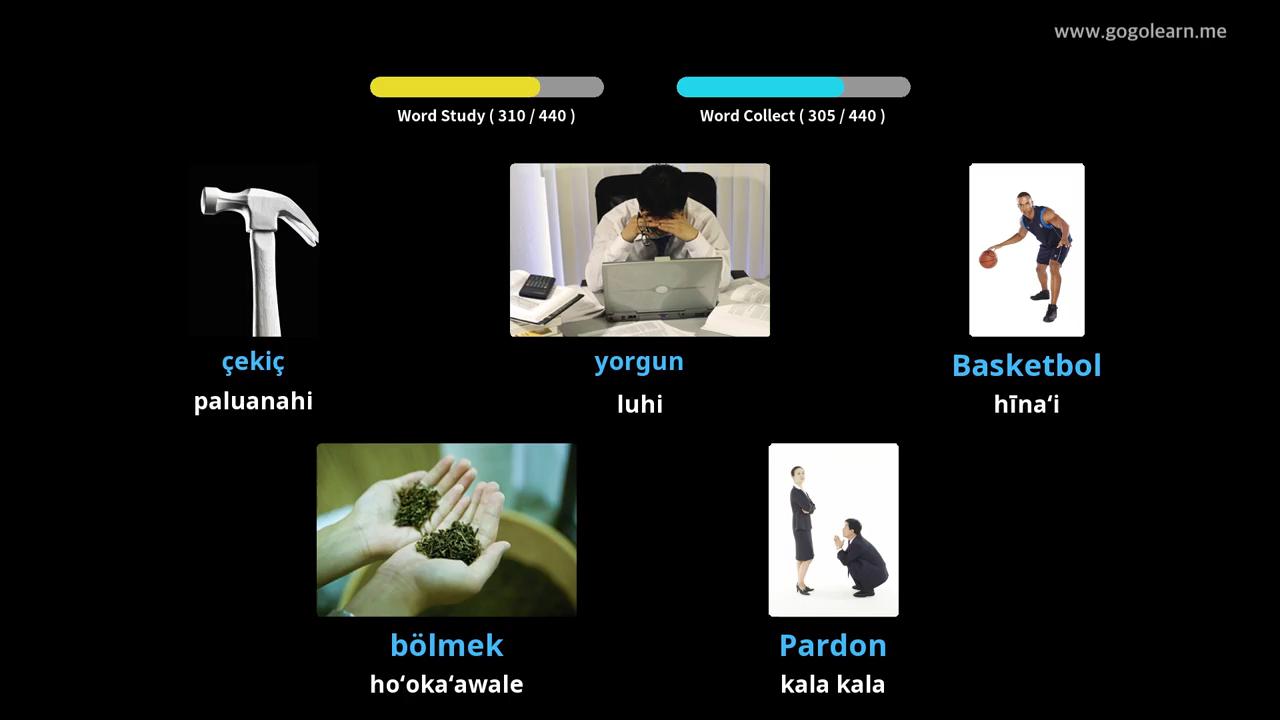 www.gogolearn.me
Word Study ( 310 / 440 )
Word Collect ( 305 / 440 )
çekiç
paluanahi
yorgun
luhi
Basketbol
hīnaʻi
bölmek
hoʻokaʻawale
Pardon
kala kala